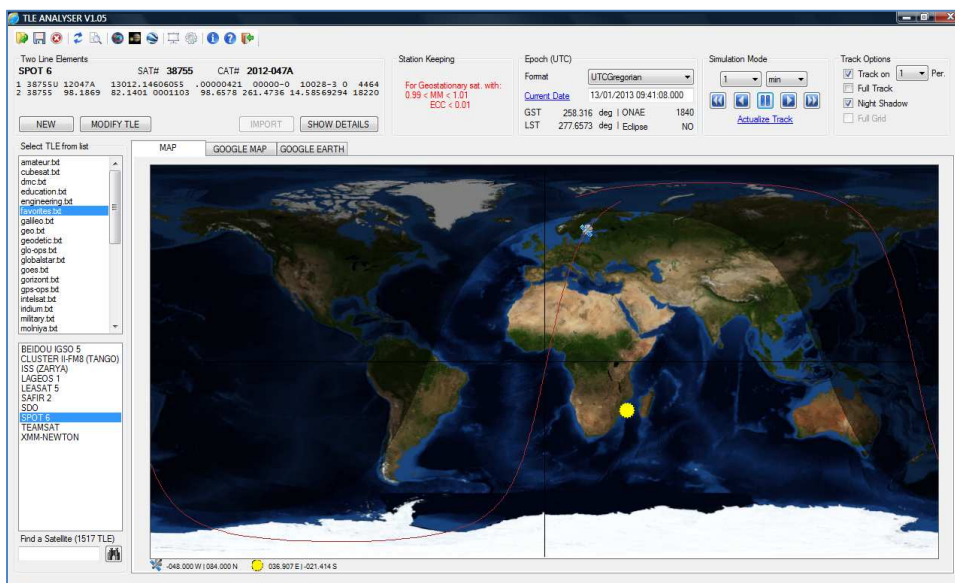 TLE ANALYSER V1.05
Two Line Elements
SPOT 6 SAT# 38755 CAT# 2012-047A
1 38755U 12047A 13012.14606055 .00000421 00000-0 10028-3 0 4464
2 38755 98.1869 82.1401 0001103 98.6578 261.4736 14.58569294 18220
NEW MODIFY TLE IMPORT SHOW DETAILS
Station Keeping
For Geostationary sat. with:
0.99 < MM < 1.01
ECC < 0.01
Epoch (UTC)
Format UTCGregorian
Current Date 13/01/2013 09:41:08.000
GST 258.316 deg | ONAE 1840
LST 277.6573 deg | Eclipse NO
Simulation Mode
1 min
Actualize Track
Track Options
Track on 1 Per.
Full Track
Night Shadow
Full Grid
Select TLE from list
amateur.txt
cubesat.txt
dmc.txt
education.txt
engineering.txt
favorites.txt
galileo.txt
geo.txt
geodetic.txt
glo-ops.txt
globalstar.txt
goes.txt
gorizont.txt
gps-ops.txt
intelsat.txt
iridium.txt
military.txt
molniya.txt
BEIDOU IGSO 5
CLUSTER II-FM8 (TANGO)
ISS (ZARYA)
LAGEOS 1
LEASAT 5
SAFIR 2
SDO
SPOT 6
TEAMSAT
XMM-NEWTON
Find a Satellite (1517 TLE)
MAP GOOGLE MAP GOOGLE EARTH
-048.000 W | 084.000 N 036.907 E | -021.414 S